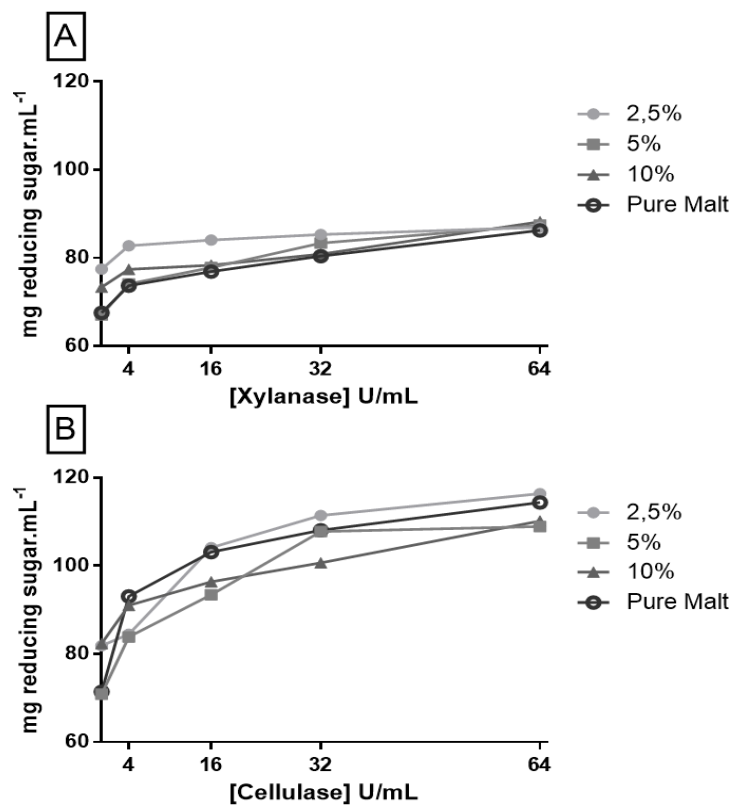 A
120
100
80
60
mg reducing sugar.mL⁻¹
4 16 32 64
[Xylanase] U/mL
2,5%
5%
10%
Pure Malt
B
120
100
80
60
mg reducing sugar.mL⁻¹
4 16 32 64
[Cellulase] U/mL
2,5%
5%
10%
Pure Malt